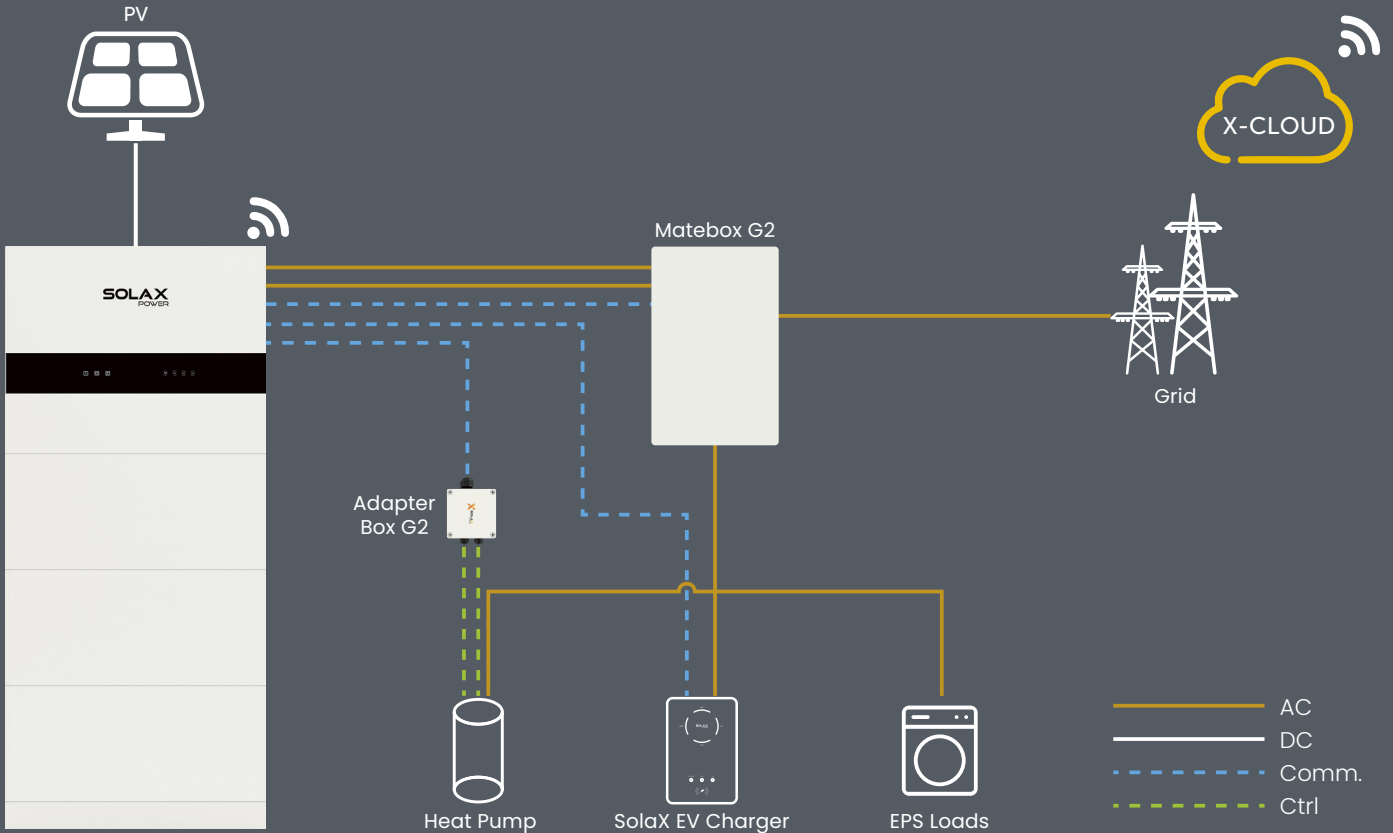 PV
X-CLOUD
Matebox G2
SOLAX
POWER
Grid
Adapter
Box G2
AC
DC
Comm.
Ctrl
Heat Pump
SolaX EV Charger
EPS Loads